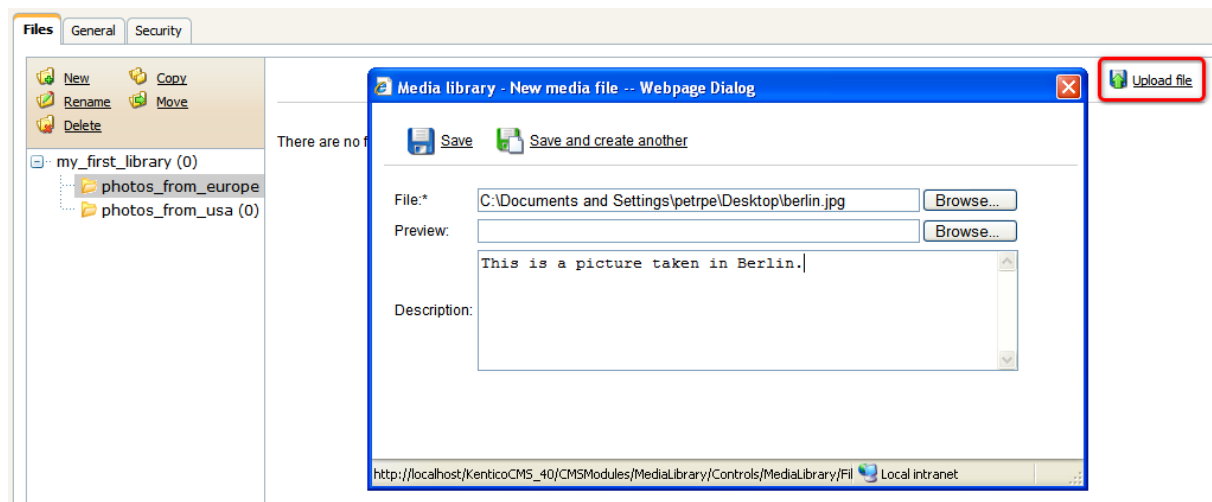 Files General Security
New Copy
Rename Move
Delete
my_first_library (0)
photos_from_europe
photos_from_usa (0)
There are no f
Upload file
Media library - New media file -- Webpage Dialog
Save Save and create another
File:* C:\Documents and Settings\petrpe\Desktop\berlin.jpg Browse...
Preview: Browse...
Description: This is a picture taken in Berlin.
http://localhost/KenticoCMS_40/CMSModules/MediaLibrary/Controls/MediaLibrary/Fil Local intranet